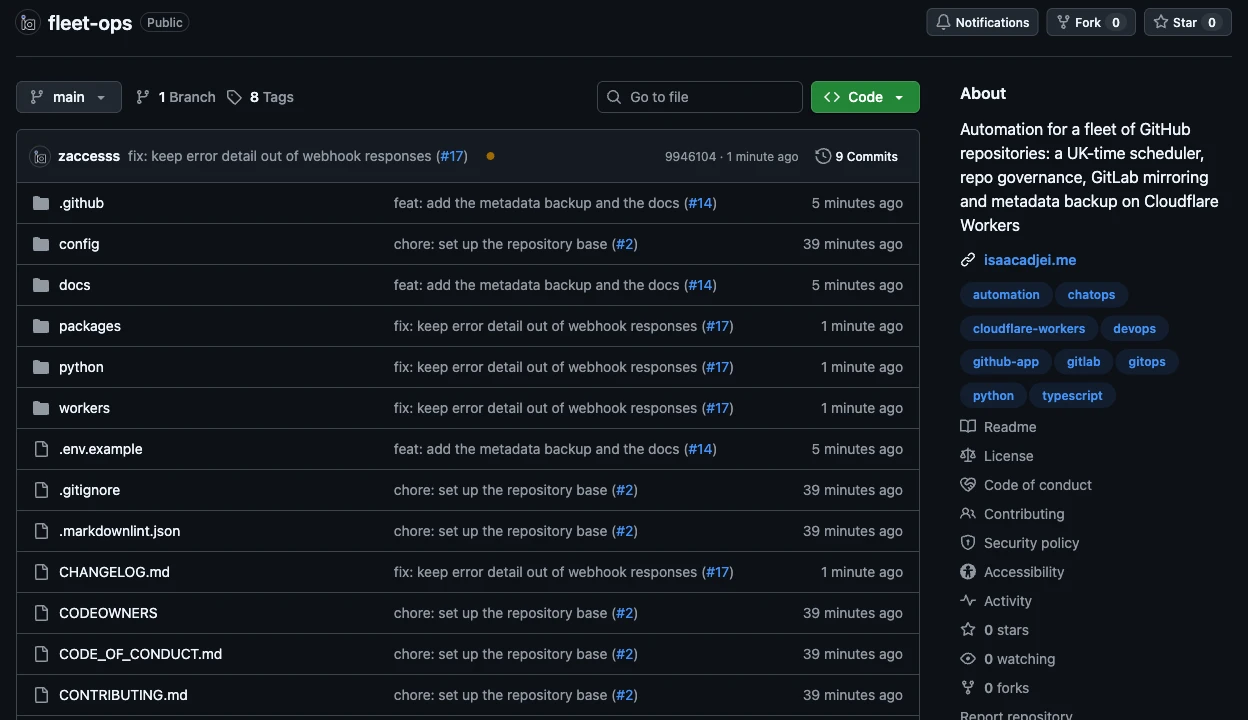 fleet-ops Public Notifications Fork 0 Star 0
main 1 Branch 8 Tags Go to file Code
zaccesss fix: keep error detail out of webhook responses (#17) 9946104 · 1 minute ago 9 Commits
.github feat: add the metadata backup and the docs (#14) 5 minutes ago
config chore: set up the repository base (#2) 39 minutes ago
docs feat: add the metadata backup and the docs (#14) 5 minutes ago
packages fix: keep error detail out of webhook responses (#17) 1 minute ago
python fix: keep error detail out of webhook responses (#17) 1 minute ago
workers fix: keep error detail out of webhook responses (#17) 1 minute ago
.env.example feat: add the metadata backup and the docs (#14) 5 minutes ago
.gitignore chore: set up the repository base (#2) 39 minutes ago
.markdownlint.json chore: set up the repository base (#2) 39 minutes ago
CHANGELOG.md fix: keep error detail out of webhook responses (#17) 1 minute ago
CODEOWNERS chore: set up the repository base (#2) 39 minutes ago
CODE_OF_CONDUCT.md chore: set up the repository base (#2) 39 minutes ago
CONTRIBUTING.md chore: set up the repository base (#2) 39 minutes ago
About
Automation for a fleet of GitHub
repositories: a UK-time scheduler,
repo governance, GitLab mirroring
and metadata backup on Cloudflare
Workers
isaacadjei.me
automation chatops
cloudflare-workers devops
github-app gitlab gitops
python typescript
Readme
License
Code of conduct
Contributing
Security policy
Accessibility
Activity
0 stars
0 watching
0 forks
Report repository